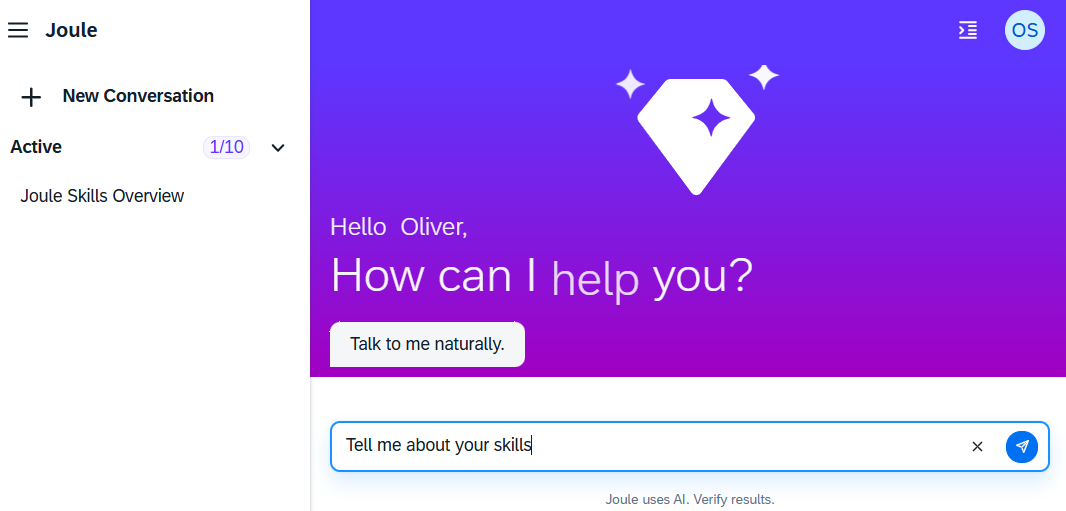 Joule
New Conversation
Active 1/10
Joule Skills Overview
OS
Hello Oliver,
How can I help you?
Talk to me naturally.
Tell me about your skills
Joule uses AI. Verify results.